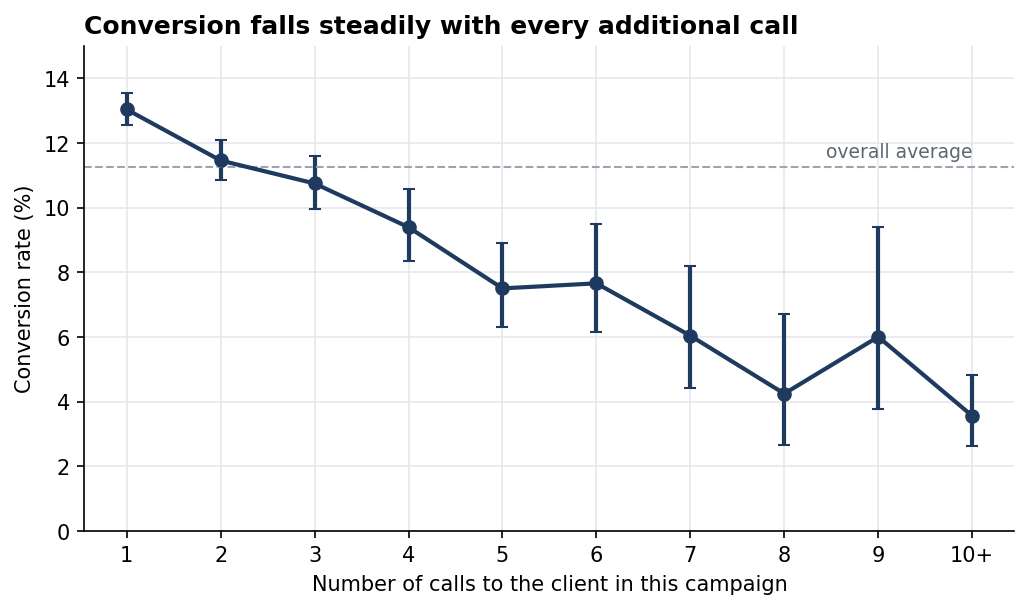 Conversion falls steadily with every additional call
Conversion rate (%)
14
12
10
8
6
4
2
0
overall average
1 2 3 4 5 6 7 8 9 10+
Number of calls to the client in this campaign